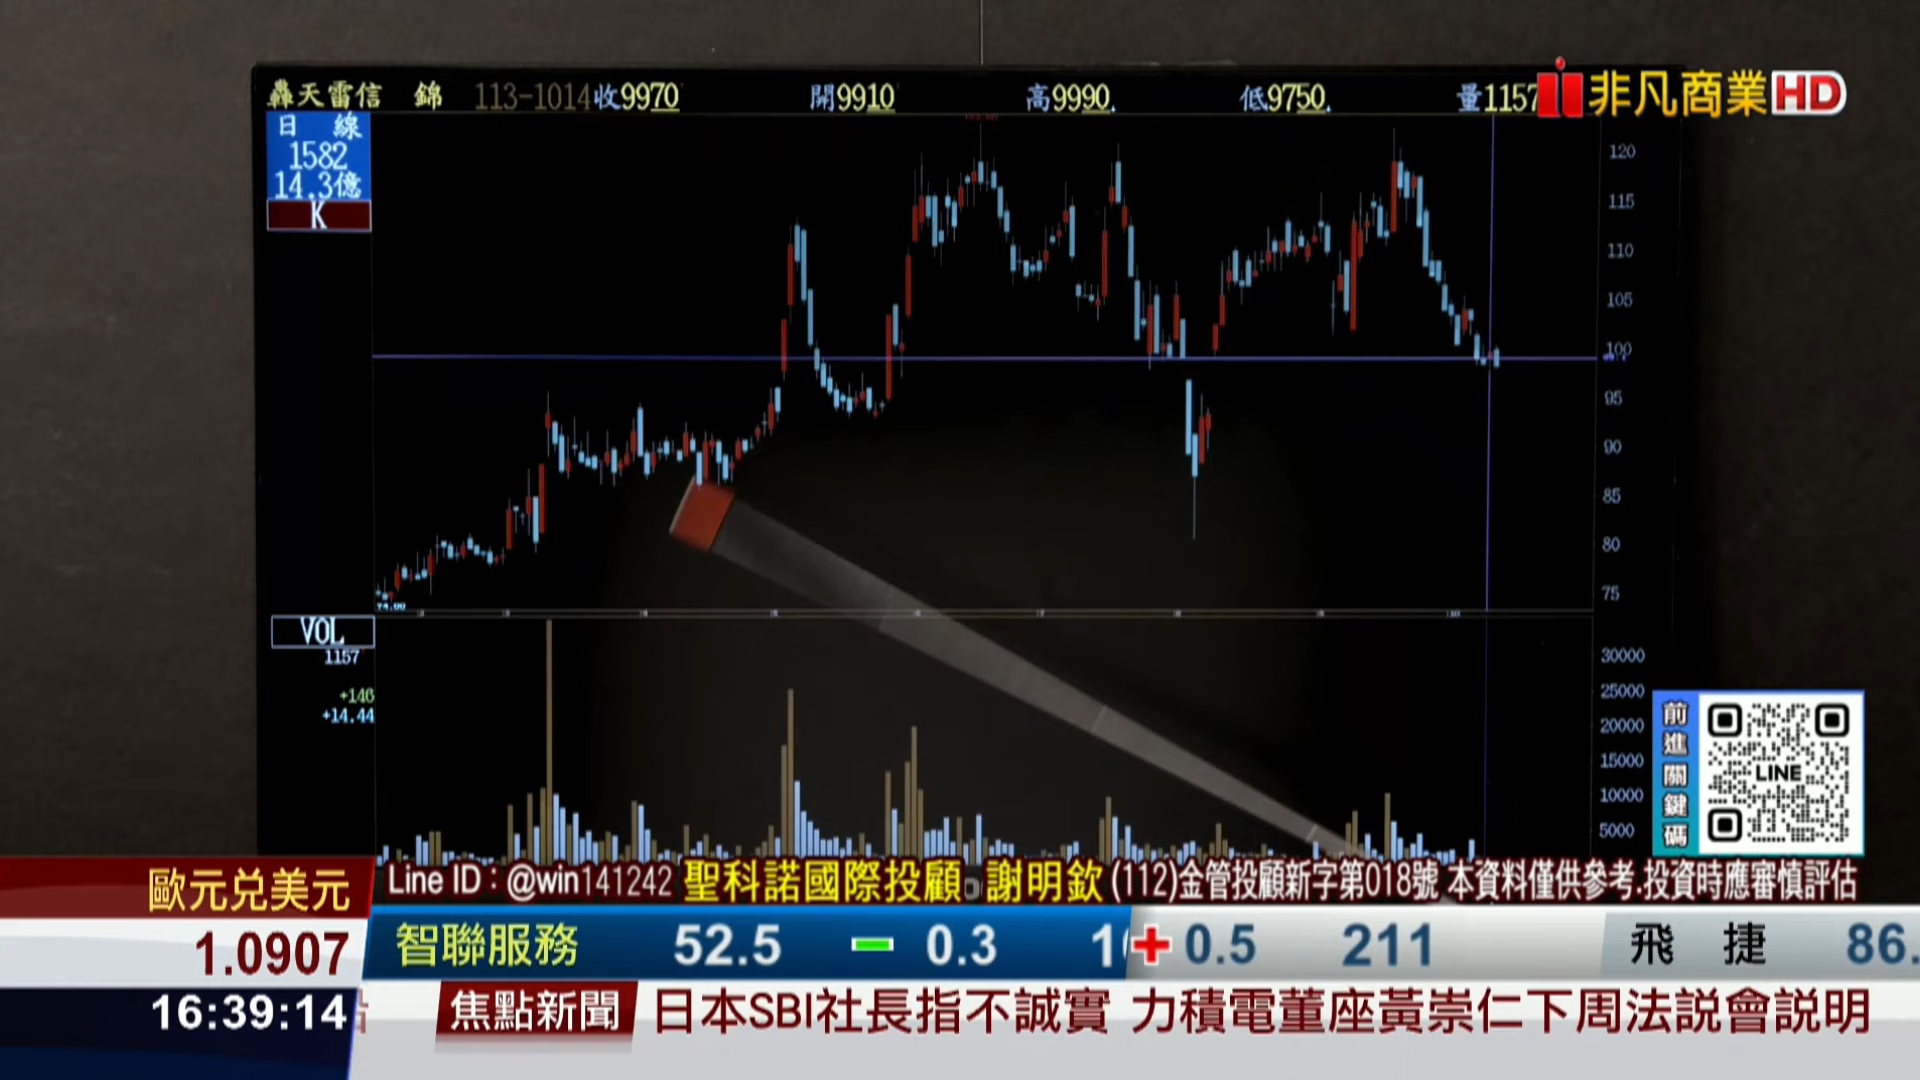 轟天雷信 錦 113-1014收9970 開9910 高9990 低9750 量1157
非凡商業HD
日 線
1582
14.3億
K
120
115
110
105
100
95
90
85
80
75
74.00
VOL
1157
+146
+14.44
30000
25000
20000
15000
10000
5000
前進關鍵碼
LINE
Line ID：@win141242 聖科諾國際投顧 謝明欽 (112)金管投顧新字第018號 本資料僅供參考.投資時應審慎評估
歐元兌美元
1.0907
智聯服務 52.5 0.3 0.5 211 飛 捷 86.
16:39:14
焦點新聞
日本SBI社長指不誠實 力積電董座黃崇仁下周法説會説明